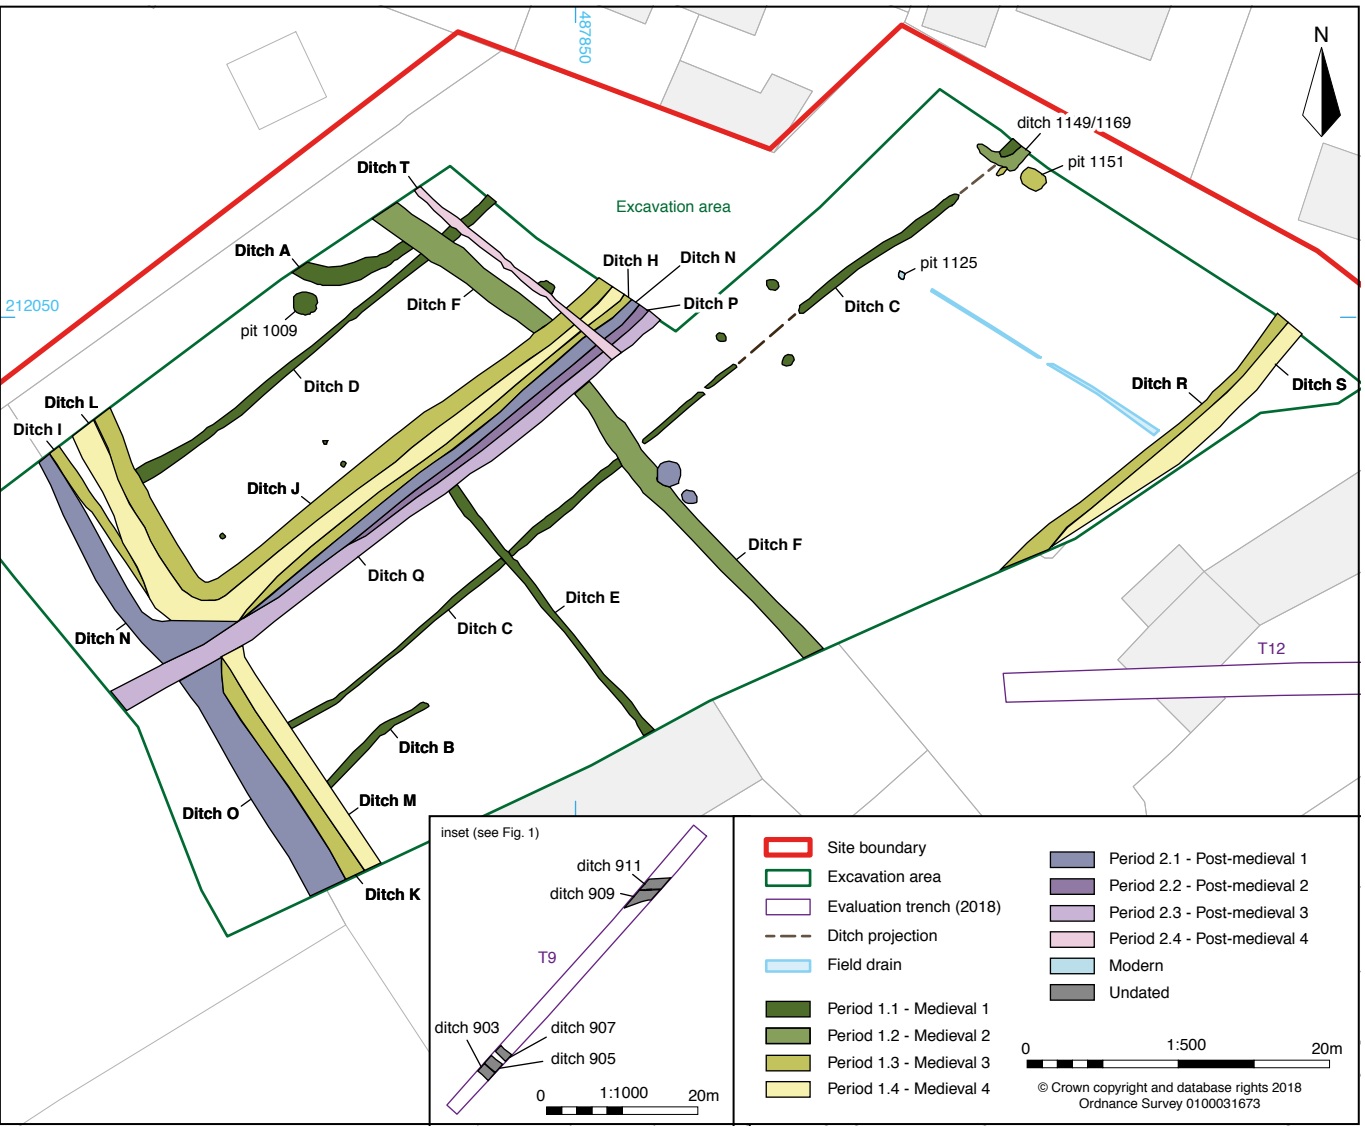 487850
N
ditch 1149/1169
pit 1151
Ditch T
Excavation area
Ditch A
Ditch H
Ditch N
pit 1125
Ditch F
Ditch P
212050
pit 1009
Ditch C
Ditch D
Ditch R
Ditch S
Ditch L
Ditch I
Ditch J
Ditch F
Ditch Q
Ditch E
Ditch C
Ditch N
T12
Ditch B
Ditch M
Ditch O
Ditch K
inset (see Fig. 1)
ditch 911
ditch 909
T9
ditch 903
ditch 907
ditch 905
0 1:1000 20m
Site boundary
Excavation area
Evaluation trench (2018)
Ditch projection
Field drain
Period 1.1 - Medieval 1
Period 1.2 - Medieval 2
Period 1.3 - Medieval 3
Period 1.4 - Medieval 4
Period 2.1 - Post-medieval 1
Period 2.2 - Post-medieval 2
Period 2.3 - Post-medieval 3
Period 2.4 - Post-medieval 4
Modern
Undated
0 1:500 20m
© Crown copyright and database rights 2018
Ordnance Survey 0100031673